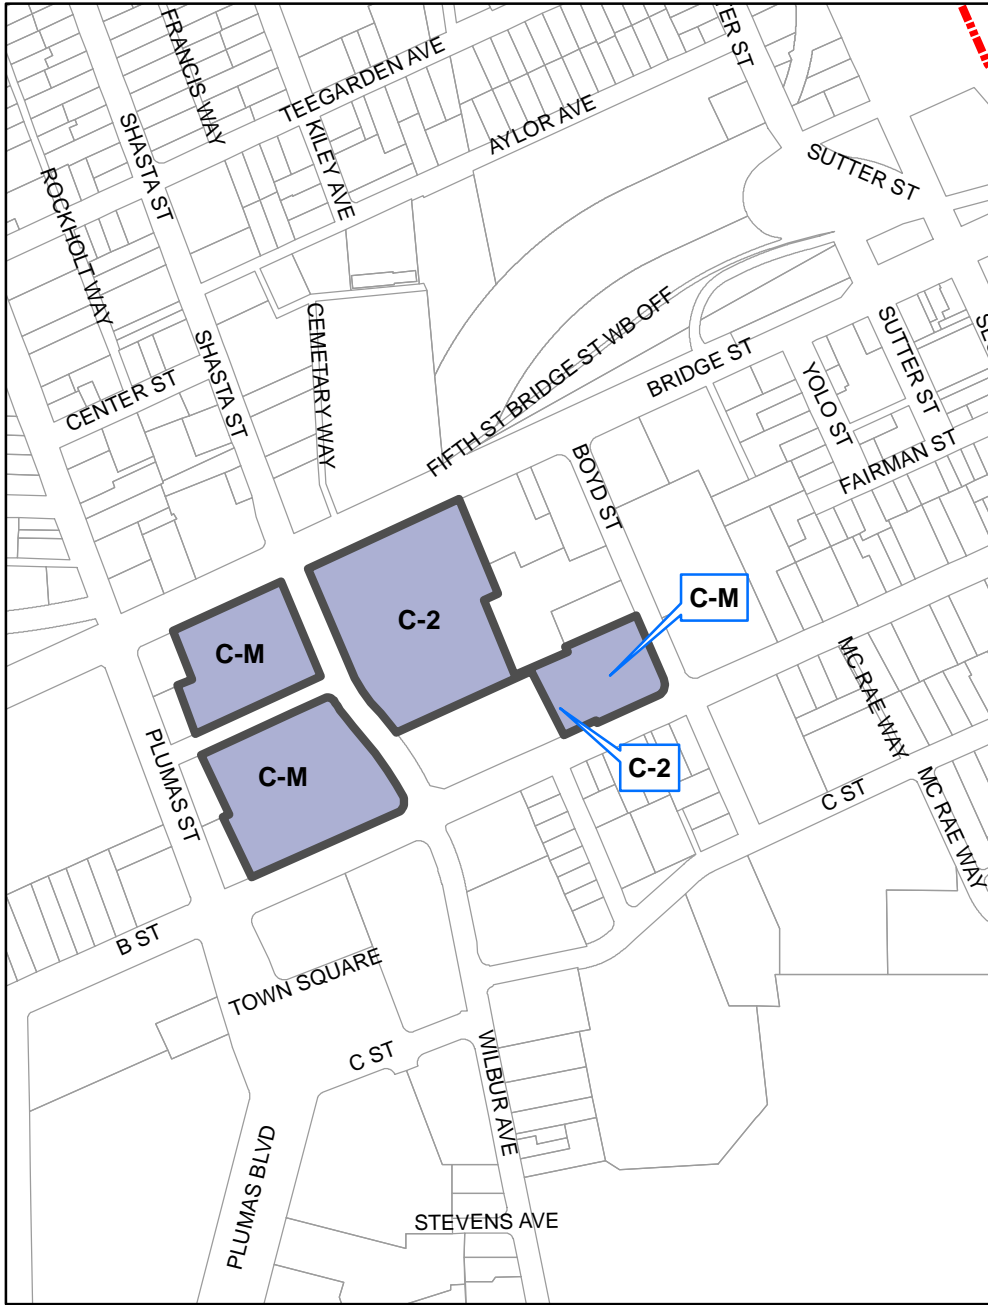 FRANCIS WAY
TEEGARDEN AVE
TER ST
KILEY AVE
AYLOR AVE
SHASTA ST
ROCKHOLT WAY
SUTTER ST
CEMETARY WAY
SHASTA ST
CENTER ST
FIFTH ST BRIDGE ST WB OFF
BRIDGE ST
SUTTER ST
YOLO ST
FAIRMAN ST
BOYD ST
C-M
C-2
C-M
C-M
C-2
PLUMAS ST
MC RAE WAY
MC RAE WAY
C ST
B ST
TOWN SQUARE
C ST
WILBUR AVE
PLUMAS BLVD
STEVENS AVE